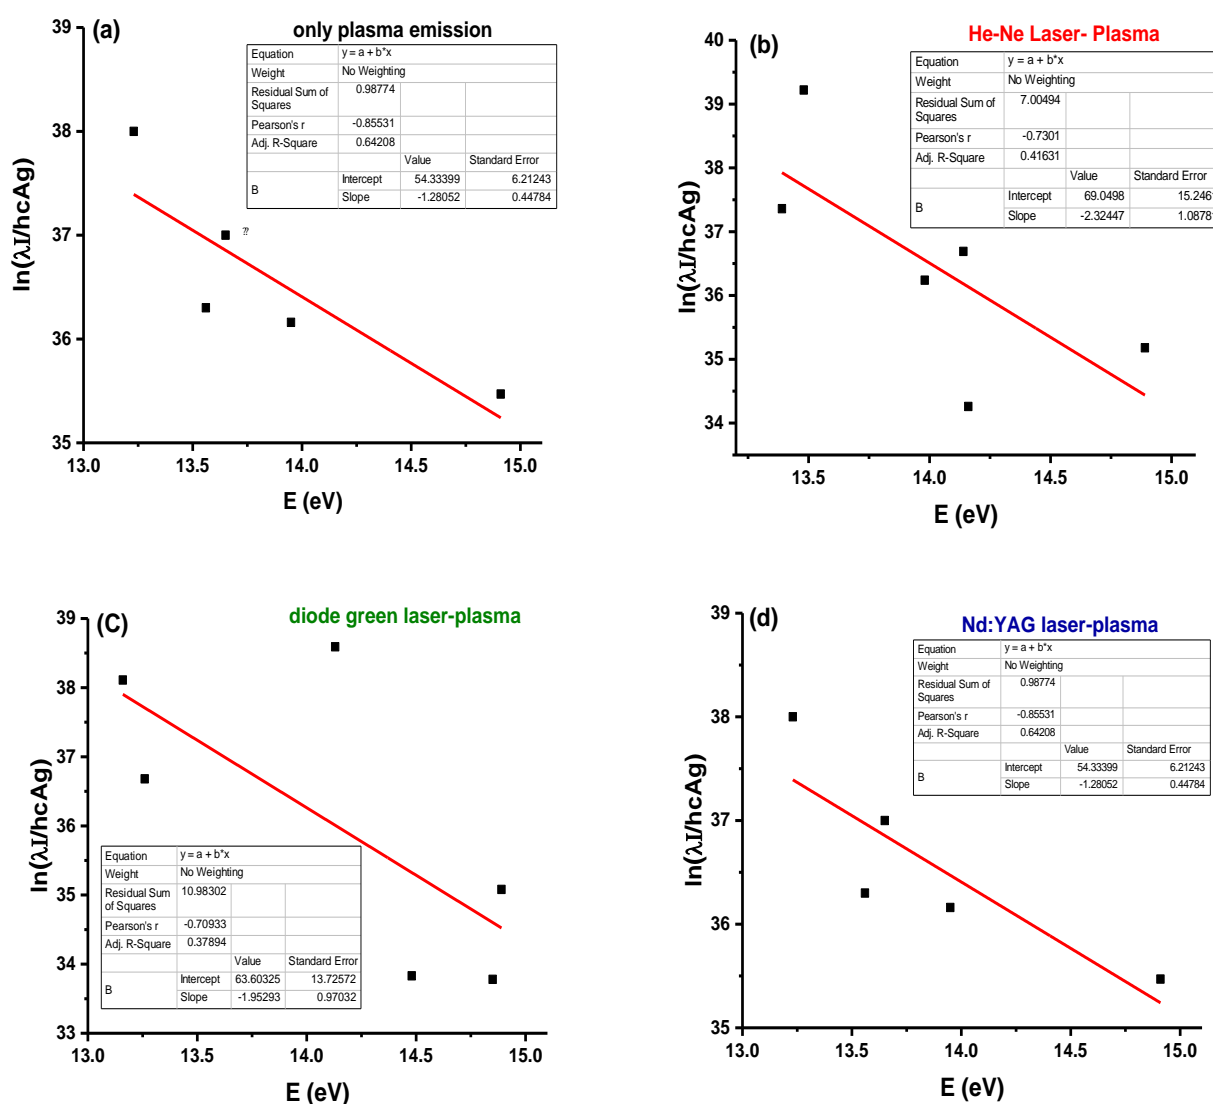 (a)
only plasma emission
Equation y = a + b*x
Weight No Weighting
Residual Sum of Squares 0.98774
Pearson's r -0.85531
Adj. R-Square 0.64208
Value Standard Error
B Intercept 54.33399 6.21243
Slope -1.28052 0.44784
ln(λI/hcAg)
39
38
37
36
35
13.0 13.5 14.0 14.5 15.0
E (eV)
(b)
He-Ne Laser- Plasma
Equation y = a + b*x
Weight No Weighting
Residual Sum of Squares 7.00494
Pearson's r -0.7301
Adj. R-Square 0.41631
Value Standard Error
B Intercept 69.0498 15.246
Slope -2.32447 1.0878
ln(λI/hcAg)
40
39
38
37
36
35
34
13.5 14.0 14.5 15.0
E (eV)
(C)
diode green laser-plasma
Equation y = a + b*x
Weight No Weighting
Residual Sum of Squares 10.98302
Pearson's r -0.70933
Adj. R-Square 0.37894
Value Standard Error
B Intercept 63.60325 13.72572
Slope -1.95293 0.97032
ln(λI/hcAg)
39
38
37
36
35
34
33
13.0 13.5 14.0 14.5 15.0
E (eV)
(d)
Nd:YAG laser-plasma
Equation y = a + b*x
Weight No Weighting
Residual Sum of Squares 0.98774
Pearson's r -0.85531
Adj. R-Square 0.64208
Value Standard Error
B Intercept 54.33399 6.21243
Slope -1.28052 0.44784
ln(λI/hcAg)
39
38
37
36
35
13.0 13.5 14.0 14.5 15.0
E (eV)